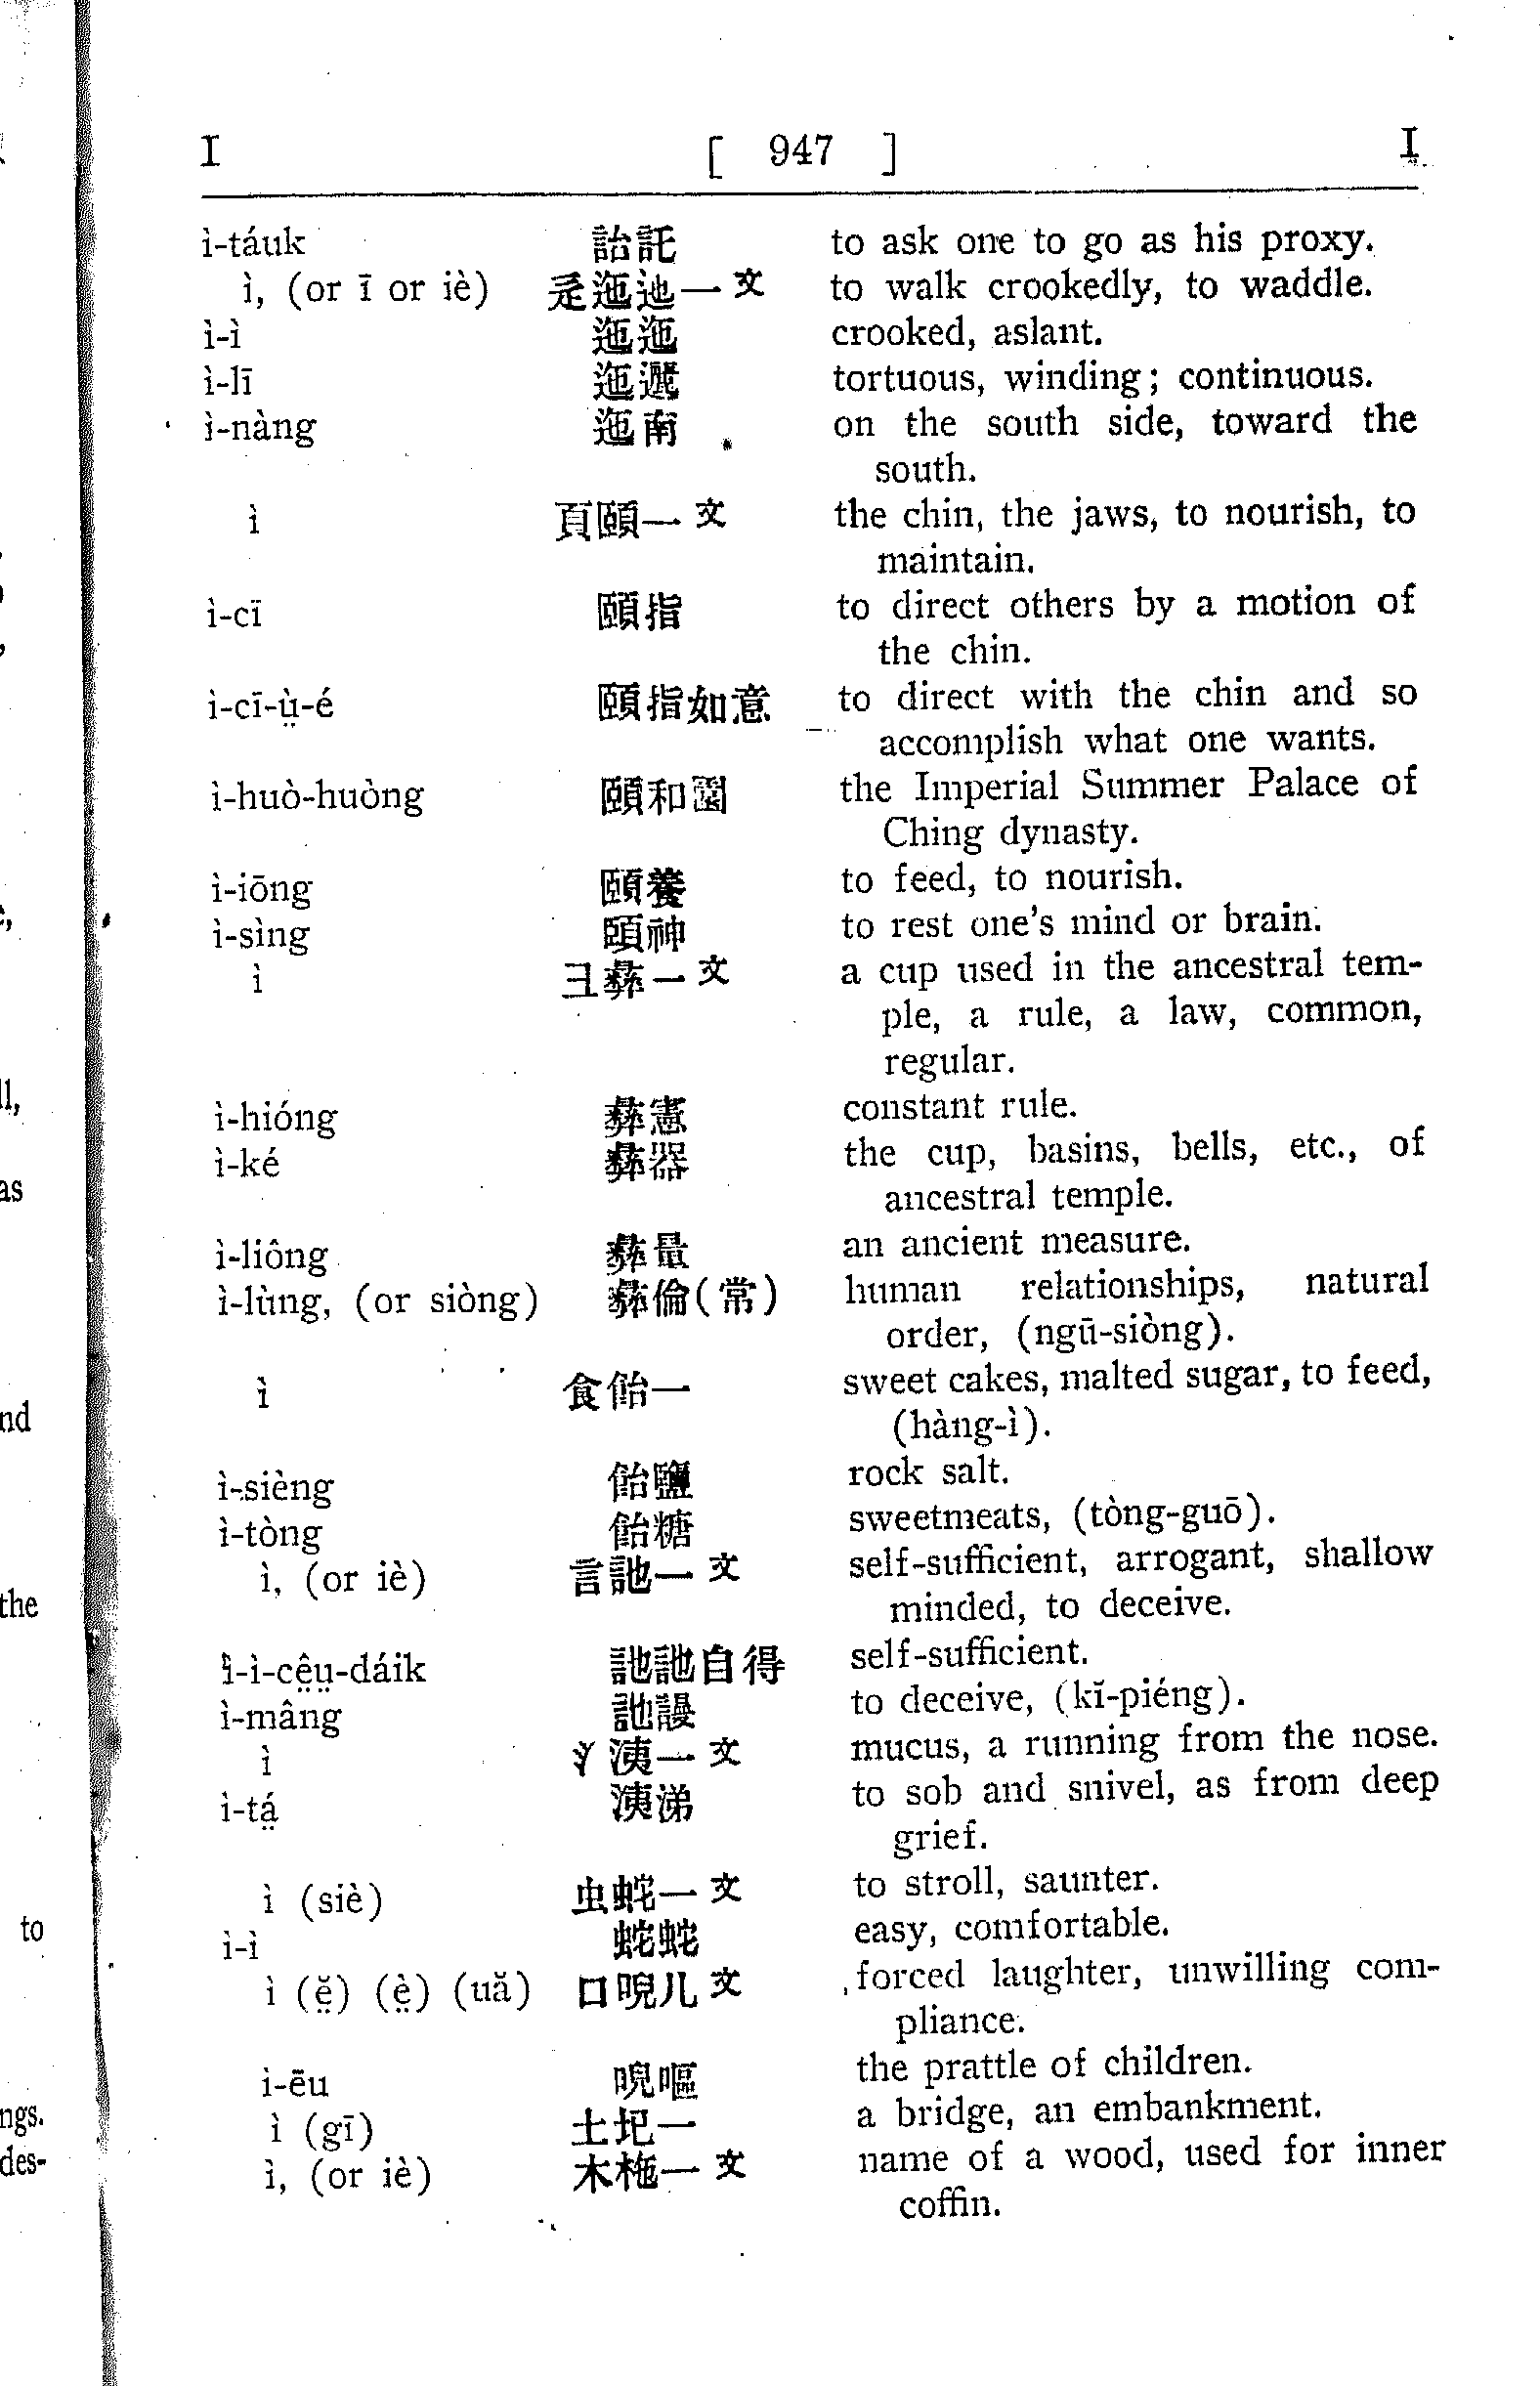 I [ 947 ] I
ì-táuk 詒託 to ask one to go as his proxy.
ì, (or ī or iè) 辵迤迆一文 to walk crookedly, to waddle.
ì-ì 迤迤 crooked, aslant.
ì-lī 迤邐 tortuous, winding; continuous.
ì-nàng 迤南 on the south side, toward the
south.
ì 頁頤一文 the chin, the jaws, to nourish, to
maintain.
ì-cī 頤指 to direct others by a motion of
the chin.
ì-cī-ṳ̀-é 頤指如意 to direct with the chin and so
accomplish what one wants.
ì-huò-huòng 頤和園 the Imperial Summer Palace of
Ching dynasty.
ì-iōng 頤養 to feed, to nourish.
ì-sìng 頤神 to rest one's mind or brain.
ì 彐彝一文 a cup used in the ancestral tem-
ple, a rule, a law, common,
regular.
ì-hióng 彝憲 constant rule.
ì-ké 彝器 the cup, basins, bells, etc., of
ancestral temple.
ì-liông 彝量 an ancient measure.
ì-lùng, (or siòng) 彝倫(常) human relationships, natural
order, (ngū-siòng).
ì 食飴一 sweet cakes, malted sugar, to feed,
(hàng-ì).
ì-sièng 飴鹽 rock salt.
ì-tòng 飴糖 sweetmeats, (tòng-guō).
ì, (or iè) 言訑一文 self-sufficient, arrogant, shallow
minded, to deceive.
ì-ì-cê̤ṳ-dáik 訑訑自得 self-sufficient.
ì-mâng 訑謾 to deceive, (kĭ-piéng).
ì 氵洟一文 mucus, a running from the nose.
ì-tá̤ 洟涕 to sob and snivel, as from deep
grief.
ì (siè) 虫蛇一文 to stroll, saunter.
ì-ì 蛇蛇 easy, comfortable.
ì (ĕ̤) (è̤) (uă) 口唲儿文 forced laughter, unwilling com-
pliance.
ì-ēu 唲嘔 the prattle of children.
ì (gī) 土圯一 a bridge, an embankment.
ì, (or iè) 木柂一文 name of a wood, used for inner
coffin.